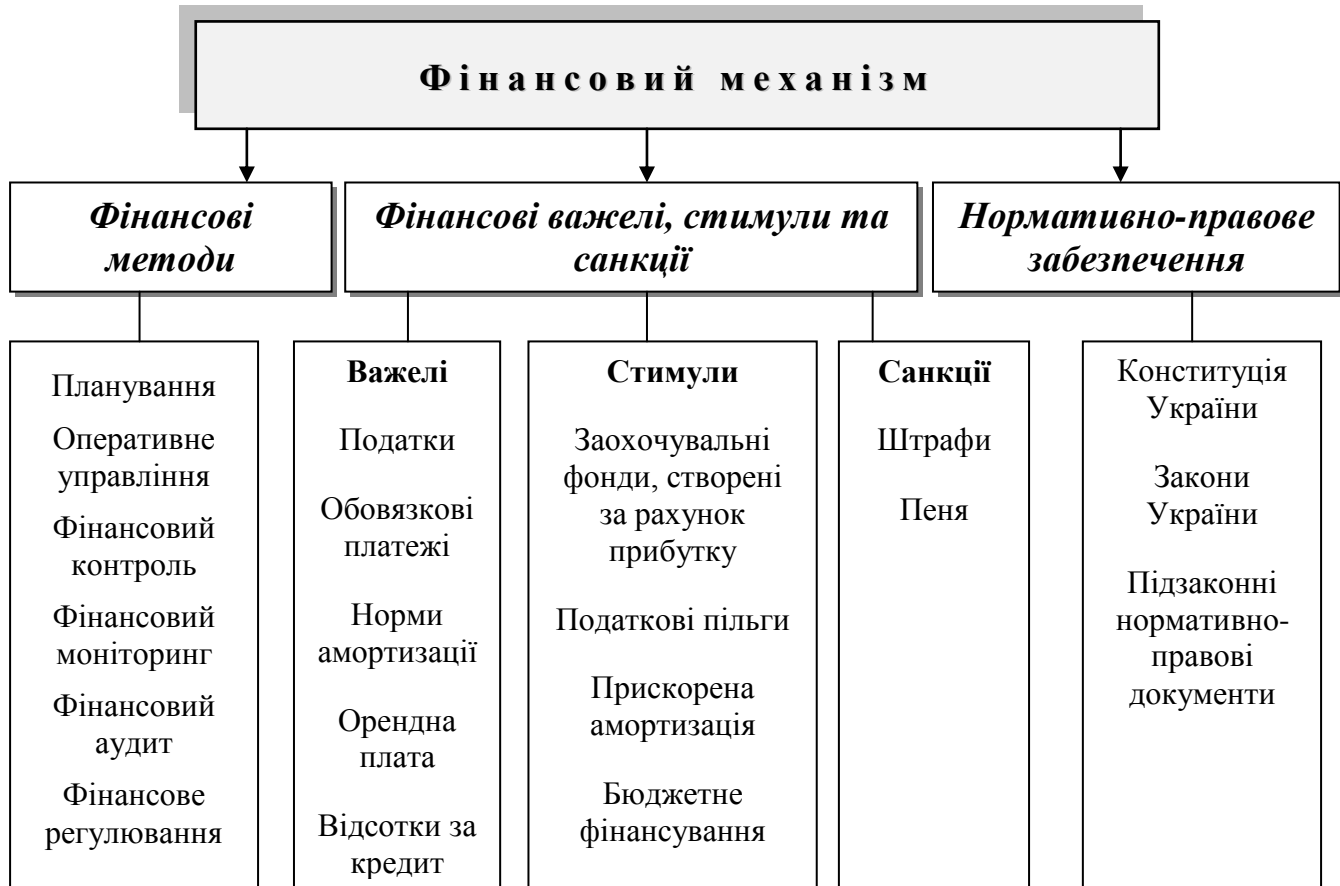 Фінансовий механізм
Фінансові
методи
Фінансові важелі, стимули та
санкції
Нормативно-правове
забезпечення
Планування
Оперативне
управління
Фінансовий
контроль
Фінансовий
моніторинг
Фінансовий
аудит
Фінансове
регулювання
Важелі
Податки
Обовязкові
платежі
Норми
амортизації
Орендна
плата
Відсотки за
кредит
Стимули
Заохочувальні
фонди, створені
за рахунок
прибутку
Податкові пільги
Прискорена
амортизація
Бюджетне
фінансування
Санкції
Штрафи
Пеня
Конституція
України
Закони
України
Підзаконні
нормативно-
правові
документи